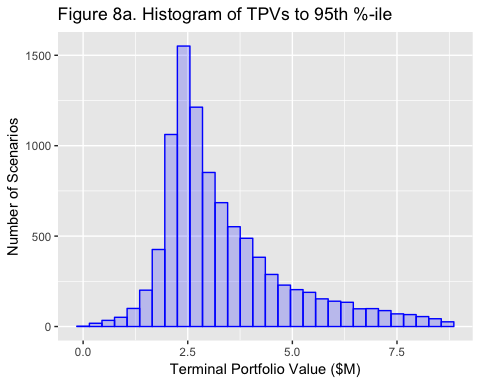 Figure 8a. Histogram of TPVs to 95th %-ile
1500
1000
500
0
0.0 2.5 5.0 7.5
Number of Scenarios
Terminal Portfolio Value ($M)